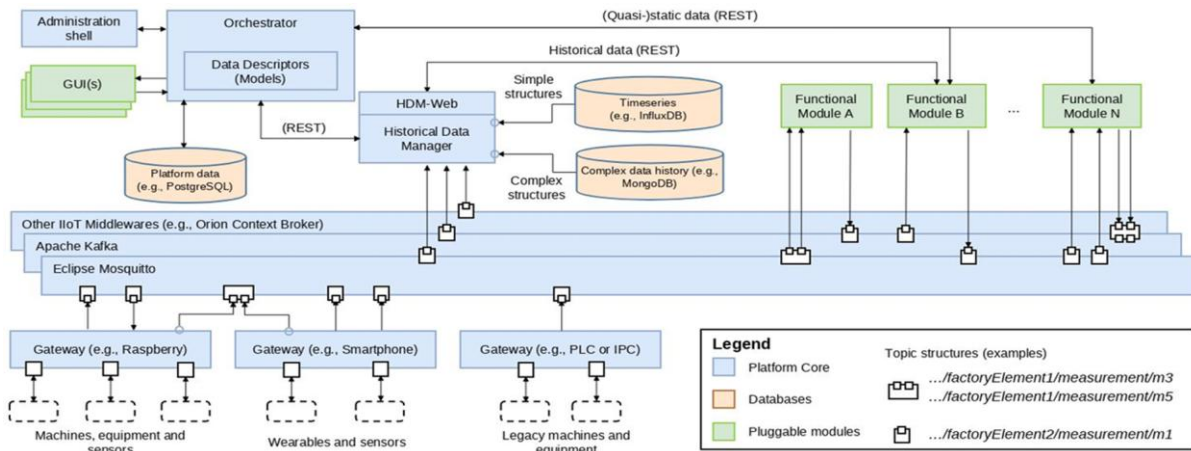 (Quasi-)static data (REST)
Administration
shell
Orchestrator
Historical data (REST)
Data Descriptors
(Models)
GUI(s)
Simple
structures
HDM-Web
Timeseries
(e.g., InfluxDB)
Functional
Module A
Functional
Module B
...
Functional
Module N
(REST)
Historical Data
Manager
Platform data
(e.g., PostgreSQL)
Complex
structures
Complex data history (e.g.,
MongoDB)
Other IIoT Middlewares (e.g., Orion Context Broker)
Apache Kafka
Eclipse Mosquitto
Gateway (e.g., Raspberry)
Gateway (e.g., Smartphone)
Gateway (e.g., PLC or IPC)
Machines, equipment and
sensors
Wearables and sensors
Legacy machines and
equipment
Legend
Platform Core
Databases
Pluggable modules
Topic structures (examples)
.../factoryElement1/measurement/m3
.../factoryElement1/measurement/m5
.../factoryElement2/measurement/m1